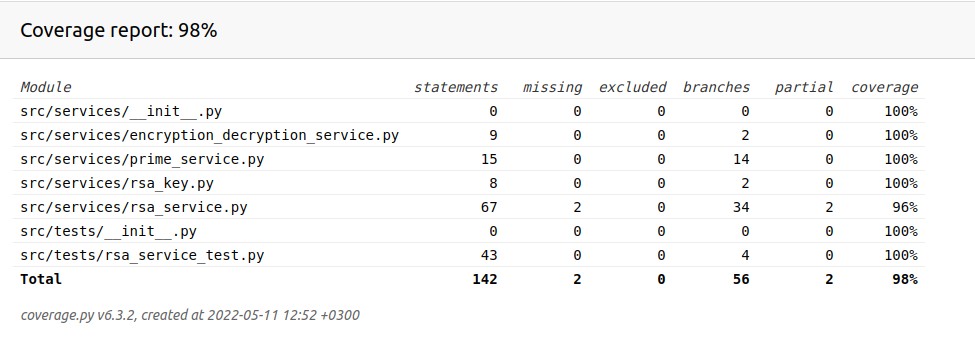 Coverage report: 98%
Module statements missing excluded branches partial coverage
src/services/__init__.py 0 0 0 0 0 100%
src/services/encryption_decryption_service.py 9 0 0 2 0 100%
src/services/prime_service.py 15 0 0 14 0 100%
src/services/rsa_key.py 8 0 0 2 0 100%
src/services/rsa_service.py 67 2 0 34 2 96%
src/tests/__init__.py 0 0 0 0 0 100%
src/tests/rsa_service_test.py 43 0 0 4 0 100%
Total 142 2 0 56 2 98%
coverage.py v6.3.2, created at 2022-05-11 12:52 +0300